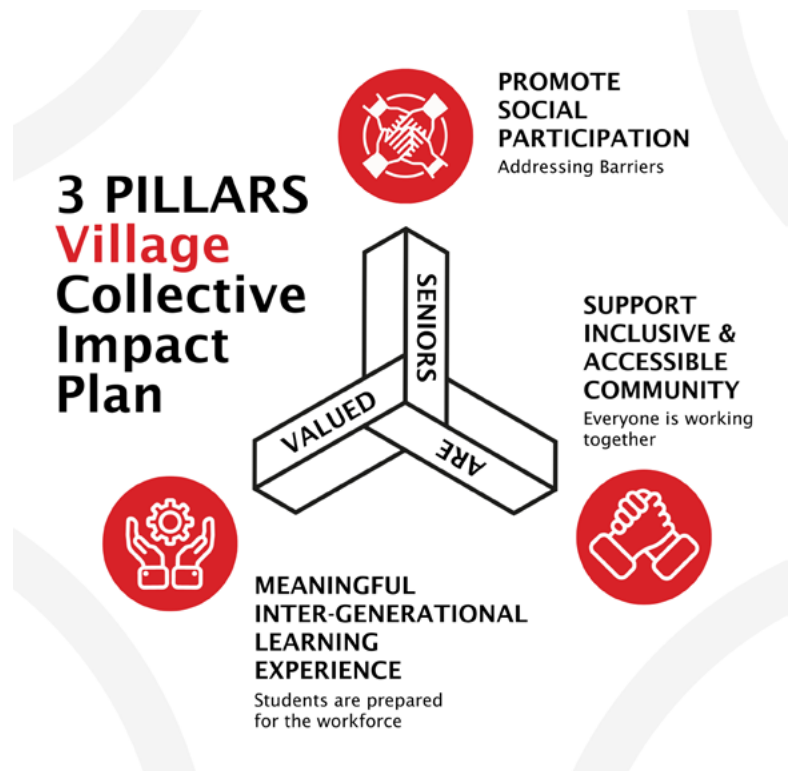 3 PILLARS
Village
Collective
Impact
Plan
PROMOTE
SOCIAL
PARTICIPATION
Addressing Barriers
SENIORS
ARE
VALUED
SUPPORT
INCLUSIVE &
ACCESSIBLE
COMMUNITY
Everyone is working
together
MEANINGFUL
INTER-GENERATIONAL
LEARNING
EXPERIENCE
Students are prepared
for the workforce